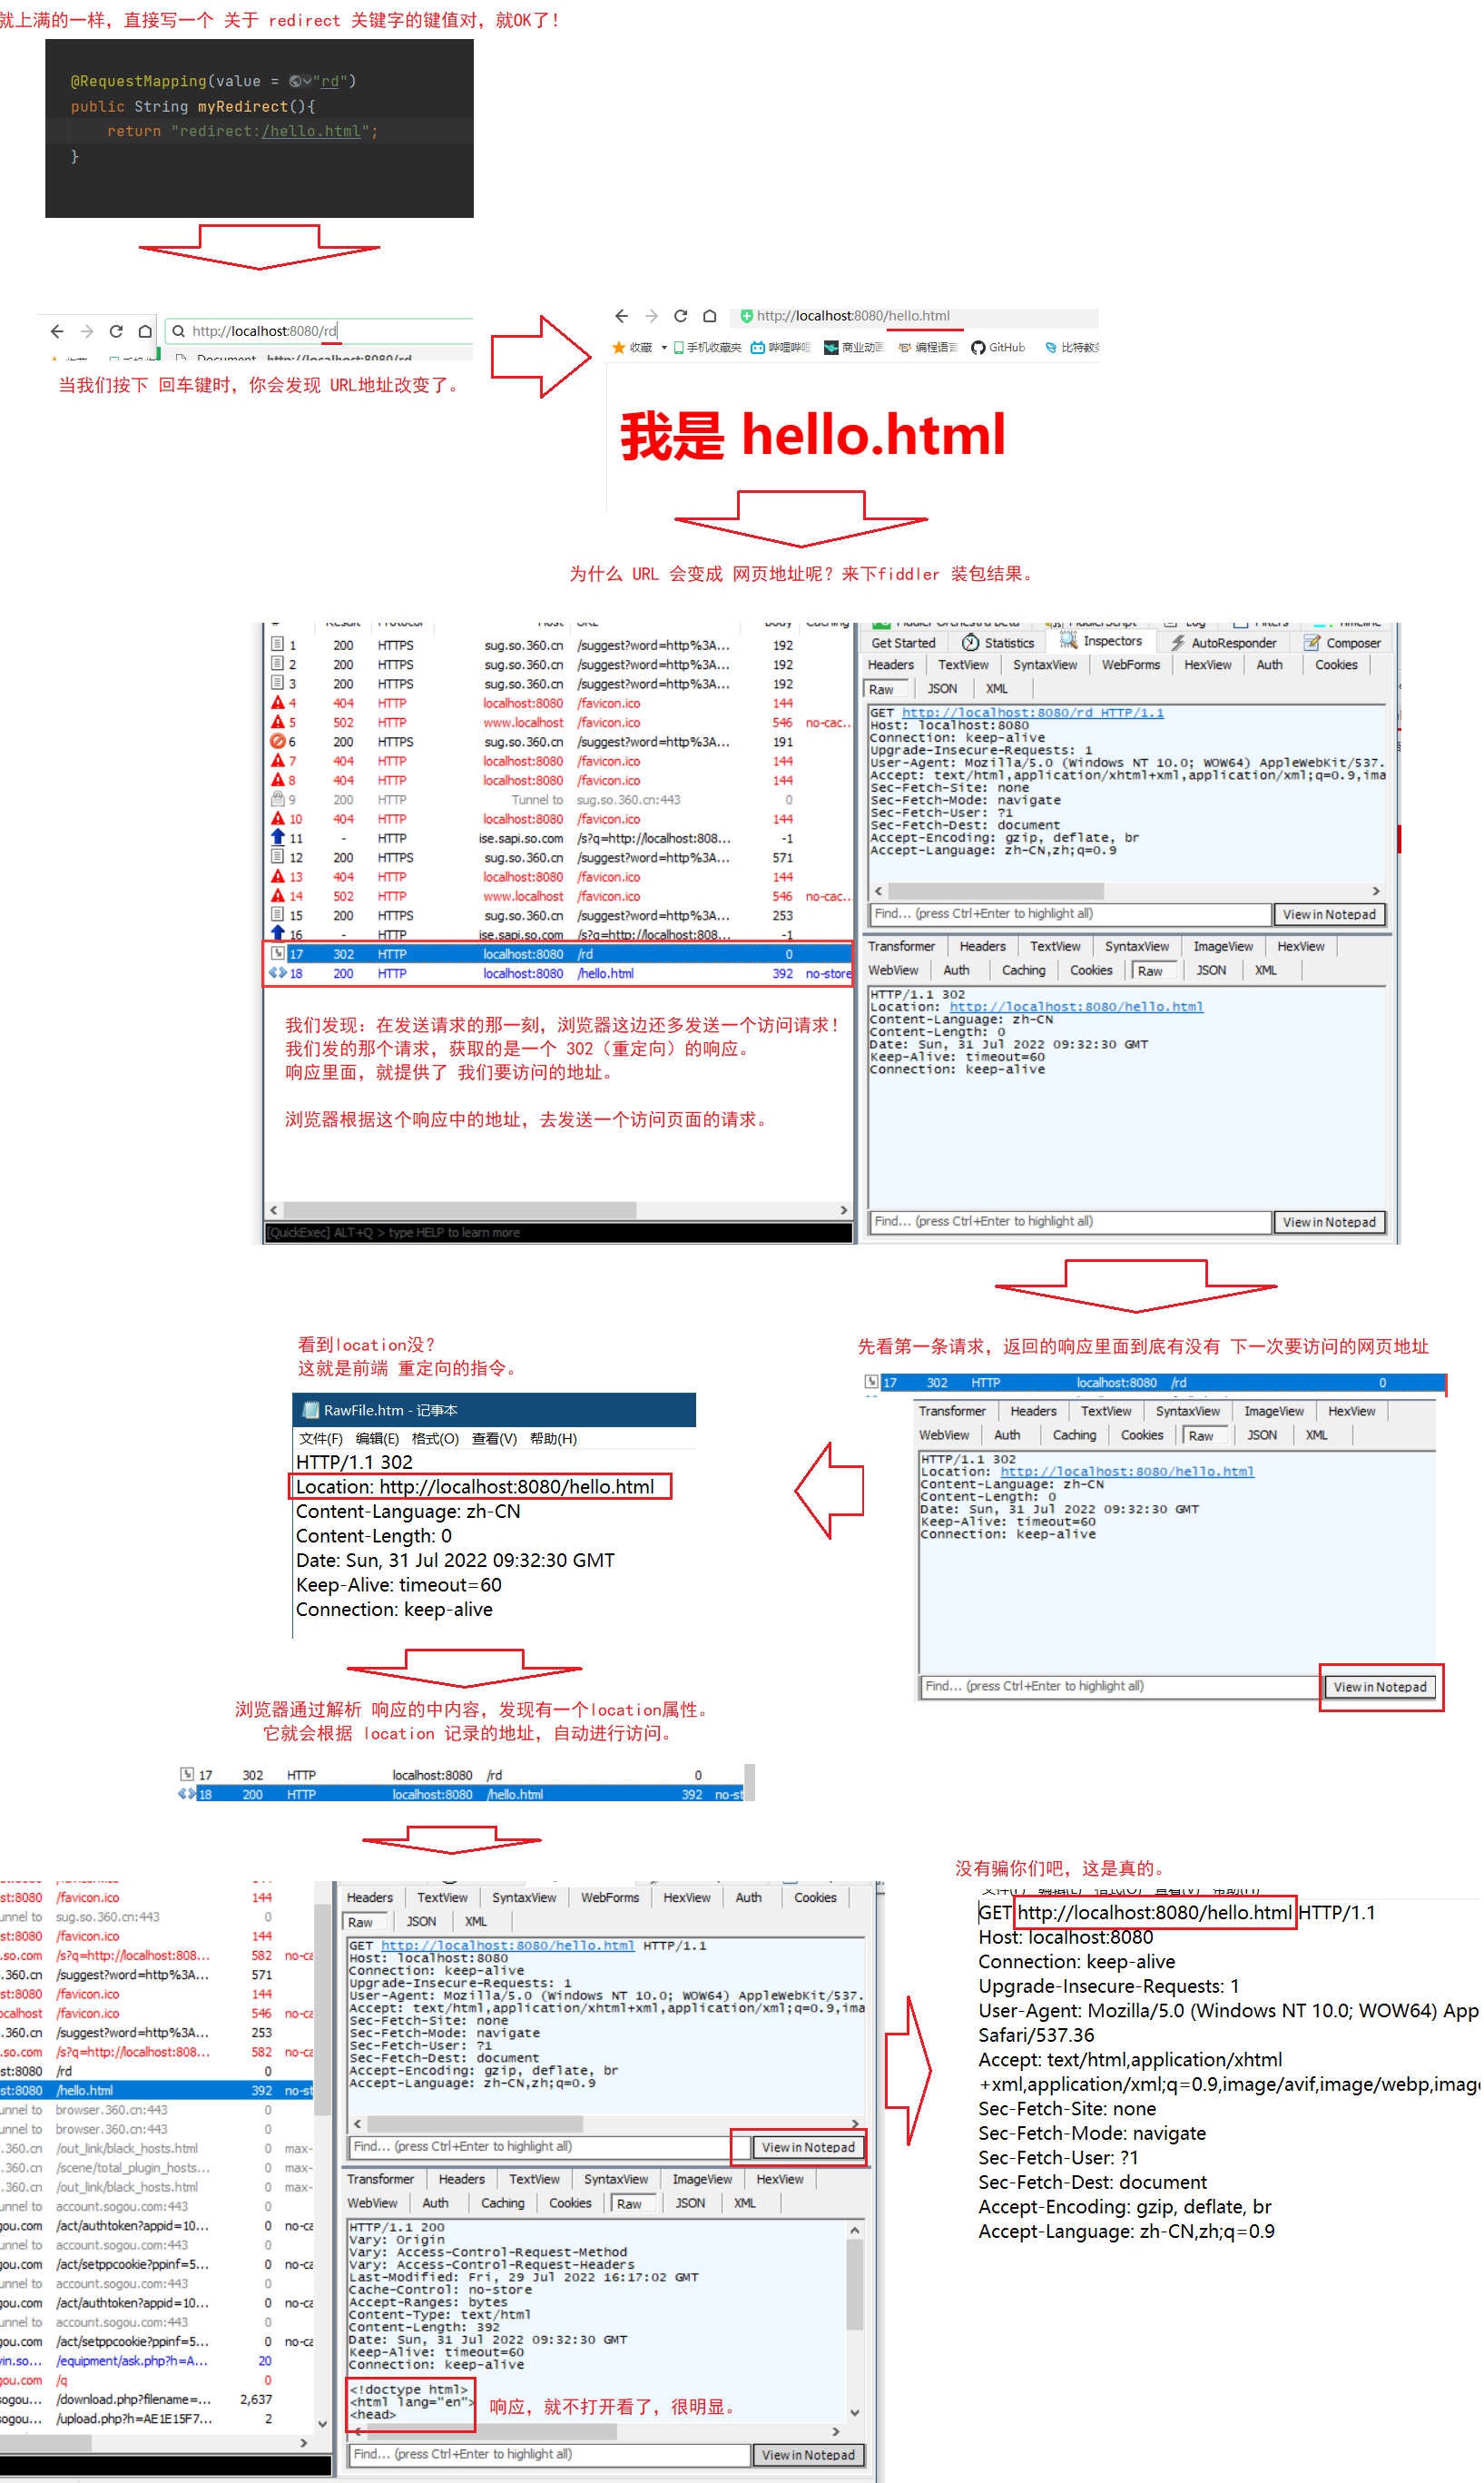 就上满的一样，直接写一个 关于 redirect 关键字的键值对，就OK了！
@RequestMapping(value = "rd")
public String myRedirect(){
return "redirect:/hello.html";
}
http://localhost:8080/rd
Document - http://localhost:8080/rd
当我们按下 回车键时，你会发现 URL地址改变了。
http://localhost:8080/hello.html
收藏 手机收藏夹 哔哩哔哩 商业动画 编程语言 GitHub 比特教务
我是 hello.html
为什么 URL 会变成 网页地址呢？来下fiddler 装包结果。
# Result Protocol Host URL Body Caching
1 200 HTTPS sug.so.360.cn /suggest?word=http%3A... 192
2 200 HTTPS sug.so.360.cn /suggest?word=http%3A... 192
3 200 HTTPS sug.so.360.cn /suggest?word=http%3A... 192
4 404 HTTP localhost:8080 /favicon.ico 144
5 502 HTTP www.localhost /favicon.ico 546 no-cac...
6 200 HTTPS sug.so.360.cn /suggest?word=http%3A... 191
7 404 HTTP localhost:8080 /favicon.ico 144
8 404 HTTP localhost:8080 /favicon.ico 144
9 200 HTTP Tunnel to sug.so.360.cn:443 0
10 404 HTTP localhost:8080 /favicon.ico 144
11 - HTTP ise.sapi.so.com /s?q=http://localhost:808... -1
12 200 HTTPS sug.so.360.cn /suggest?word=http%3A... 571
13 404 HTTP localhost:8080 /favicon.ico 144
14 502 HTTP www.localhost /favicon.ico 546 no-cac...
15 200 HTTPS sug.so.360.cn /suggest?word=http%3A... 253
16 - HTTP ise.sapi.so.com /s?q=http://localhost:808... -1
17 302 HTTP localhost:8080 /rd 0
18 200 HTTP localhost:8080 /hello.html 392 no-store
我们发现：在发送请求的那一刻，浏览器这边还多发送一个访问请求！
我们发的那个请求，获取的是一个 302（重定向）的响应。
响应里面，就提供了 我们要访问的地址。
浏览器根据这个响应中的地址，去发送一个访问页面的请求。
[QuickExec] ALT+Q > type HELP to learn more
Fiddler Orchestra Beta FiddlerScript Log Filters Timeline
Get Started Statistics Inspectors AutoResponder Composer
Headers TextView SyntaxView WebForms HexView Auth Cookies
Raw JSON XML
GET http://localhost:8080/rd HTTP/1.1
Host: localhost:8080
Connection: keep-alive
Upgrade-Insecure-Requests: 1
User-Agent: Mozilla/5.0 (Windows NT 10.0; WOW64) AppleWebKit/537.
Accept: text/html,application/xhtml+xml,application/xml;q=0.9,ima
Sec-Fetch-Site: none
Sec-Fetch-Mode: navigate
Sec-Fetch-User: ?1
Sec-Fetch-Dest: document
Accept-Encoding: gzip, deflate, br
Accept-Language: zh-CN,zh;q=0.9
Find... (press Ctrl+Enter to highlight all) View in Notepad
Transformer Headers TextView SyntaxView ImageView HexView
WebView Auth Caching Cookies Raw JSON XML
HTTP/1.1 302
Location: http://localhost:8080/hello.html
Content-Language: zh-CN
Content-Length: 0
Date: Sun, 31 Jul 2022 09:32:30 GMT
Keep-Alive: timeout=60
Connection: keep-alive
Find... (press Ctrl+Enter to highlight all) View in Notepad
先看第一条请求，返回的响应里面到底有没有 下一次要访问的网页地址
17 302 HTTP localhost:8080 /rd 0
Transformer Headers TextView SyntaxView ImageView HexView
WebView Auth Caching Cookies Raw JSON XML
HTTP/1.1 302
Location: http://localhost:8080/hello.html
Content-Language: zh-CN
Content-Length: 0
Date: Sun, 31 Jul 2022 09:32:30 GMT
Keep-Alive: timeout=60
Connection: keep-alive
Find... (press Ctrl+Enter to highlight all) View in Notepad
看到location没？
这就是前端 重定向的指令。
RawFile.htm - 记事本
文件(F) 编辑(E) 格式(O) 查看(V) 帮助(H)
HTTP/1.1 302
Location: http://localhost:8080/hello.html
Content-Language: zh-CN
Content-Length: 0
Date: Sun, 31 Jul 2022 09:32:30 GMT
Keep-Alive: timeout=60
Connection: keep-alive
浏览器通过解析 响应的中内容，发现有一个location属性。
它就会根据 location 记录的地址，自动进行访问。
17 302 HTTP localhost:8080 /rd 0
18 200 HTTP localhost:8080 /hello.html 392 no-st
st:8080 /favicon.ico 144
unnel to sug.so.360.cn:443 0
st:8080 /favicon.ico 144
.so.com /s?q=http://localhost:808... 582 no-ca
.360.cn /suggest?word=http%3A... 571
st:8080 /favicon.ico 144
ocalhost /favicon.ico 546 no-ca
.360.cn /suggest?word=http%3A... 253
.so.com /s?q=http://localhost:808... 582 no-ca
st:8080 /rd 0
st:8080 /hello.html 392 no-st
unnel to browser.360.cn:443 0
unnel to browser.360.cn:443 0
.360.cn /out_link/black_hosts.html 0 max-
.360.cn /scene/total_plugin_hosts... 0 max-
.360.cn /out_link/black_hosts.html 0 max-
unnel to account.sogou.com:443 0
gou.com /act/authtoken?appid=10... 0 no-ca
unnel to account.sogou.com:443 0
gou.com /act/setppcookie?ppinf=5... 0 no-ca
unnel to account.sogou.com:443 0
gou.com /act/authtoken?appid=10... 0 no-ca
unnel to account.sogou.com:443 0
gou.com /act/setppcookie?ppinf=5... 0 no-ca
vin.so... /equipment/ask.php?h=A... 20
gou.com /q 0
sogou... /download.php?filename=... 2,637
sogou... /upload.php?h=AE1E15F7... 2
Headers TextView SyntaxView WebForms HexView Auth Cookies
Raw JSON XML
GET http://localhost:8080/hello.html HTTP/1.1
Host: localhost:8080
Connection: keep-alive
Upgrade-Insecure-Requests: 1
User-Agent: Mozilla/5.0 (Windows NT 10.0; WOW64) AppleWebKit/537.
Accept: text/html,application/xhtml+xml,application/xml;q=0.9,ima
Sec-Fetch-Site: none
Sec-Fetch-Mode: navigate
Sec-Fetch-User: ?1
Sec-Fetch-Dest: document
Accept-Encoding: gzip, deflate, br
Accept-Language: zh-CN,zh;q=0.9
Find... (press Ctrl+Enter to highlight all) View in Notepad
Transformer Headers TextView SyntaxView ImageView HexView
WebView Auth Caching Cookies Raw JSON XML
HTTP/1.1 200
Vary: Origin
Vary: Access-Control-Request-Method
Vary: Access-Control-Request-Headers
Last-Modified: Fri, 29 Jul 2022 16:17:02 GMT
Cache-Control: no-store
Accept-Ranges: bytes
Content-Type: text/html
Content-Length: 392
Date: Sun, 31 Jul 2022 09:32:30 GMT
Keep-Alive: timeout=60
Connection: keep-alive
<!doctype html>
<html lang="en">
<head>
响应，就不打开看了，很明显。
Find... (press Ctrl+Enter to highlight all) View in Notepad
没有骗你们吧，这是真的。
文件(F) 编辑(E) 格式(O) 查看(V) 帮助(H)
GET http://localhost:8080/hello.html HTTP/1.1
Host: localhost:8080
Connection: keep-alive
Upgrade-Insecure-Requests: 1
User-Agent: Mozilla/5.0 (Windows NT 10.0; WOW64) App
Safari/537.36
Accept: text/html,application/xhtml
+xml,application/xml;q=0.9,image/avif,image/webp,image
Sec-Fetch-Site: none
Sec-Fetch-Mode: navigate
Sec-Fetch-User: ?1
Sec-Fetch-Dest: document
Accept-Encoding: gzip, deflate, br
Accept-Language: zh-CN,zh;q=0.9